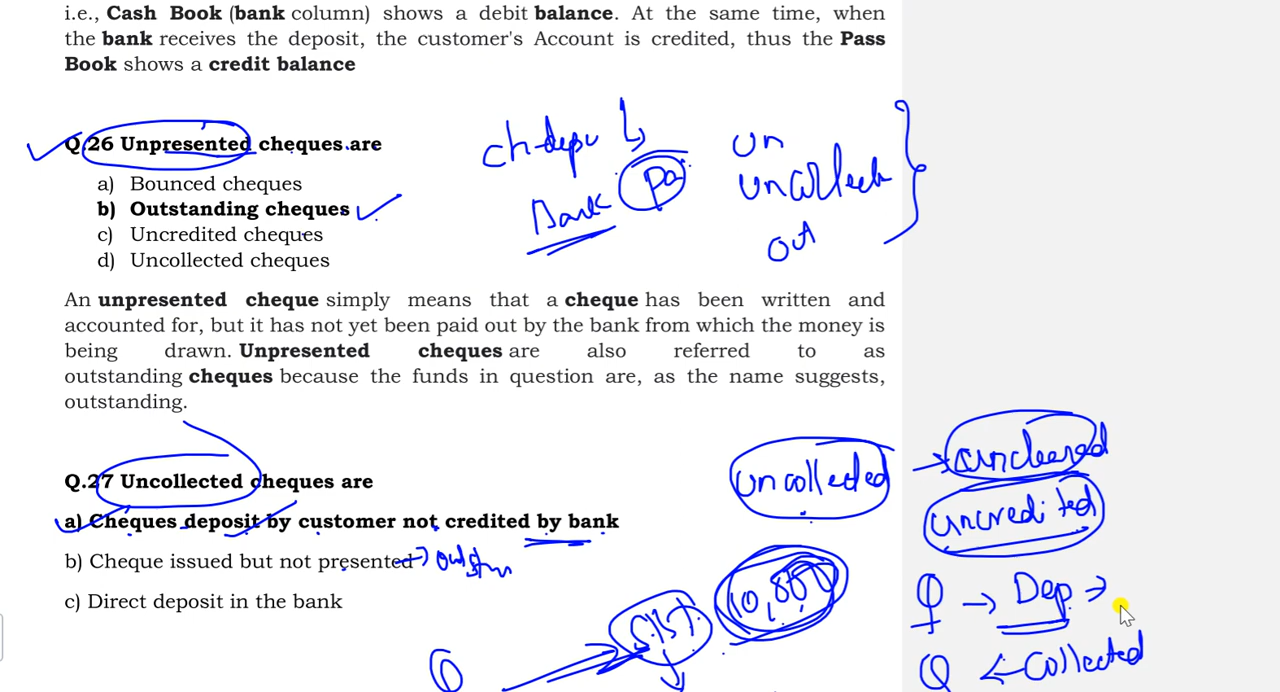 i.e., Cash Book (bank column) shows a debit balance. At the same time, when
the bank receives the deposit, the customer's Account is credited, thus the Pass
Book shows a credit balance
Q.26 Unpresented cheques are
a) Bounced cheques
b) Outstanding cheques
c) Uncredited cheques
d) Uncollected cheques
ch-depo
Bank
Pa
un
uncollect
out
An unpresented cheque simply means that a cheque has been written and
accounted for, but it has not yet been paid out by the bank from which the money is
being drawn. Unpresented cheques are also referred to as
outstanding cheques because the funds in question are, as the name suggests,
outstanding.
Q.27 Uncollected cheques are
a) Cheques deposit by customer not credited by bank
b) Cheque issued but not presented
c) Direct deposit in the bank
uncollected
uncleared
uncredited
10,800
Dep
Collected